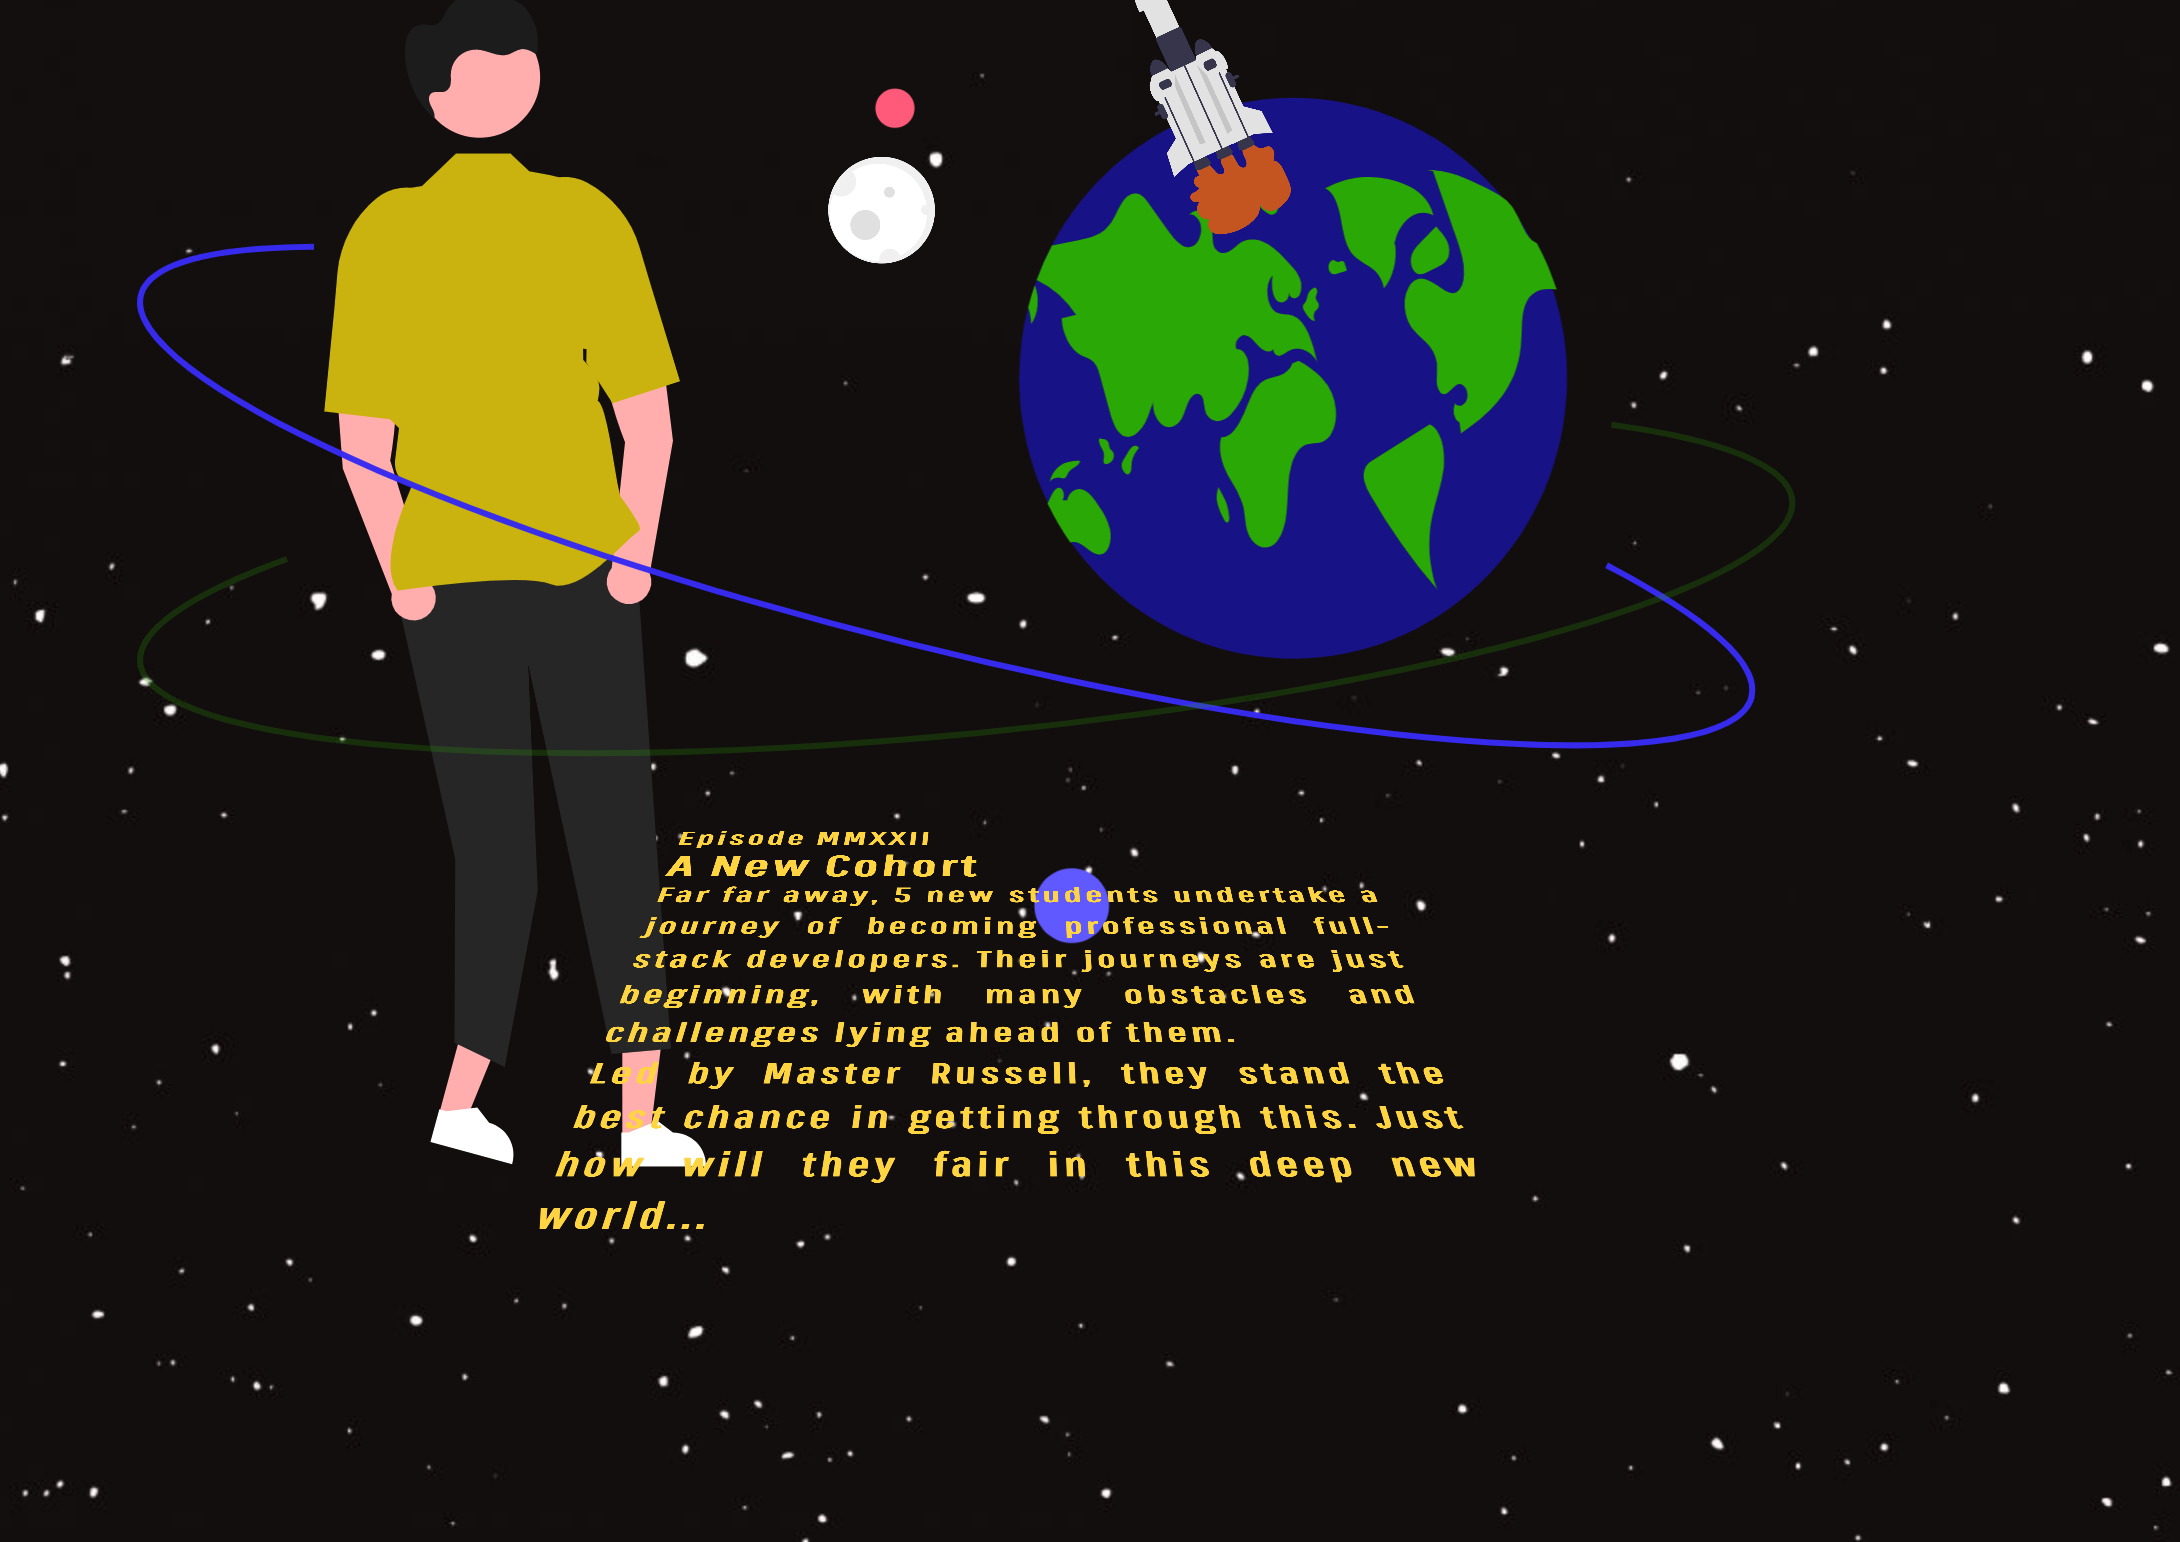 Episode MMXXII
A New Cohort
Far far away, 5 new students undertake a
journey of becoming professional full-
stack developers. Their journeys are just
beginning, with many obstacles and
challenges lying ahead of them.
Led by Master Russell, they stand the
best chance in getting through this. Just
how will they fair in this deep new
world...